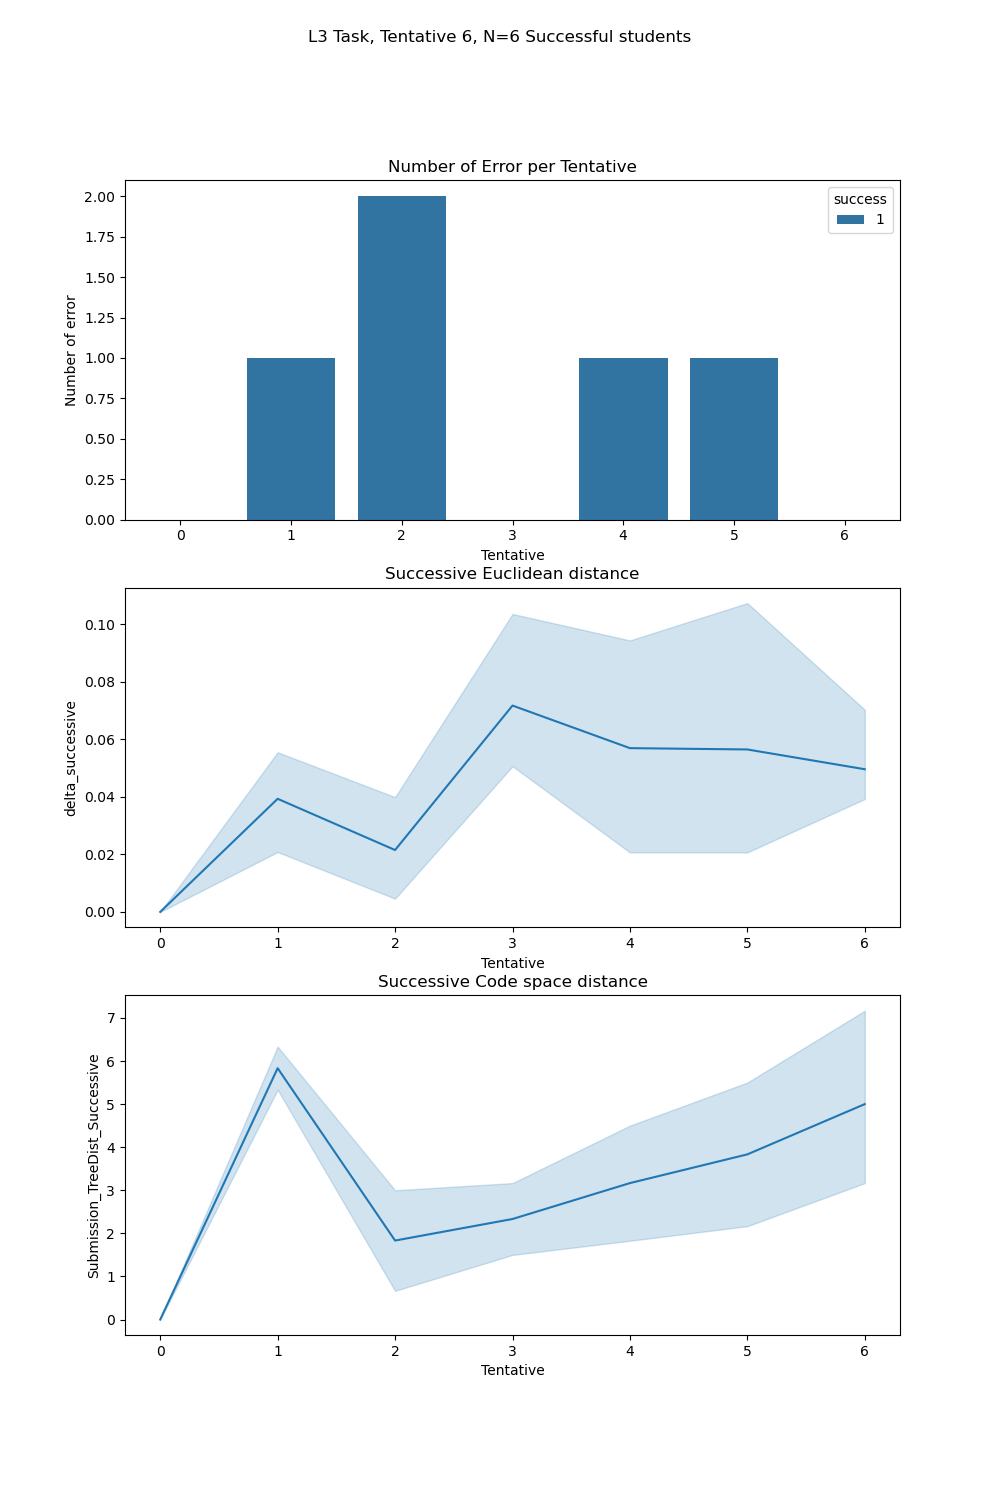 L3 Task, Tentative 6, N=6 Successful students
Number of Error per Tentative
success
1
2.00
1.75
1.50
1.25
1.00
0.75
0.50
0.25
0.00
Number of error
0 1 2 3 4 5 6
Tentative
Successive Euclidean distance
0.10
0.08
0.06
0.04
0.02
0.00
delta_successive
0 1 2 3 4 5 6
Tentative
Successive Code space distance
7
6
5
4
3
2
1
0
Submission_TreeDist_Successive
0 1 2 3 4 5 6
Tentative